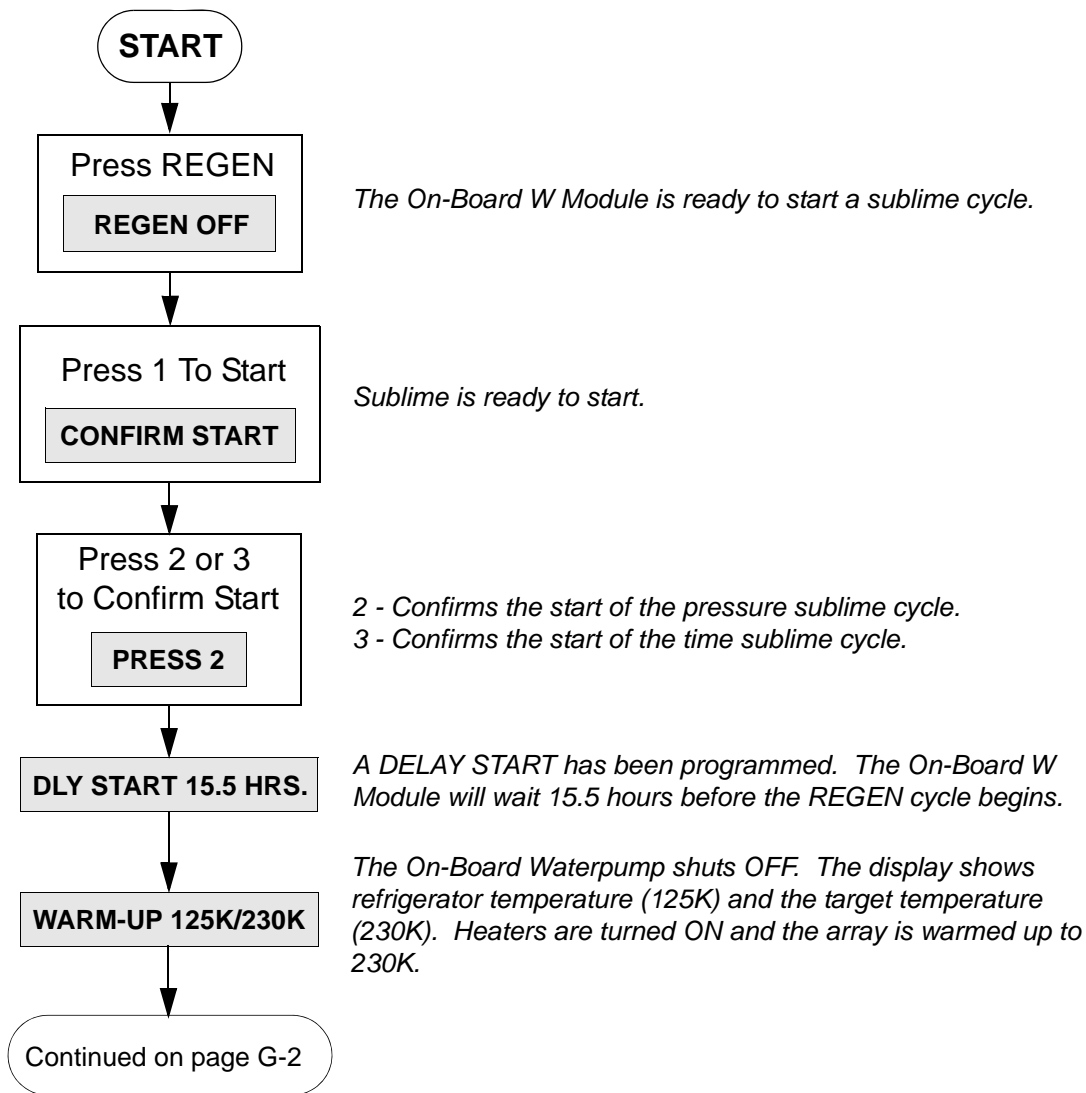 START
Press REGEN
REGEN OFF
The On-Board W Module is ready to start a sublime cycle.
Press 1 To Start
CONFIRM START
Sublime is ready to start.
Press 2 or 3
to Confirm Start
PRESS 2
2 - Confirms the start of the pressure sublime cycle.
3 - Confirms the start of the time sublime cycle.
DLY START 15.5 HRS.
A DELAY START has been programmed. The On-Board W
Module will wait 15.5 hours before the REGEN cycle begins.
WARM-UP 125K/230K
The On-Board Waterpump shuts OFF. The display shows
refrigerator temperature (125K) and the target temperature
(230K). Heaters are turned ON and the array is warmed up to
230K.
Continued on page G-2